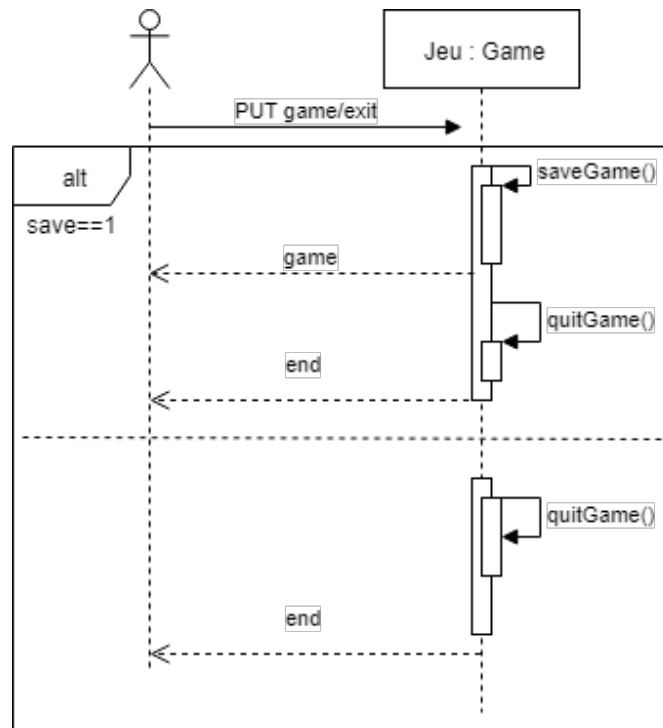 Jeu : Game
PUT game/exit
alt
saveGame()
save==1
game
quitGame()
end
quitGame()
end